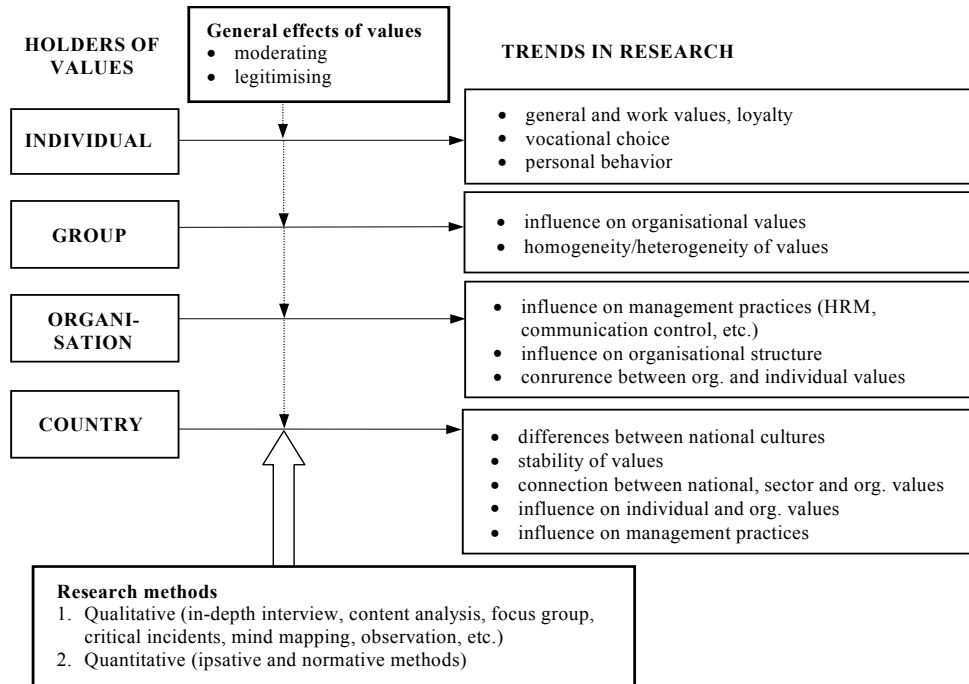 HOLDERS OF
VALUES
General effects of values
• moderating
• legitimising
TRENDS IN RESEARCH
INDIVIDUAL
• general and work values, loyalty
• vocational choice
• personal behavior
GROUP
• influence on organisational values
• homogeneity/heterogeneity of values
ORGANI-
SATION
• influence on management practices (HRM,
communication control, etc.)
• influence on organisational structure
• conrurence between org. and individual values
COUNTRY
• differences between national cultures
• stability of values
• connection between national, sector and org. values
• influence on individual and org. values
• influence on management practices
Research methods
1. Qualitative (in-depth interview, content analysis, focus group,
critical incidents, mind mapping, observation, etc.)
2. Quantitative (ipsative and normative methods)